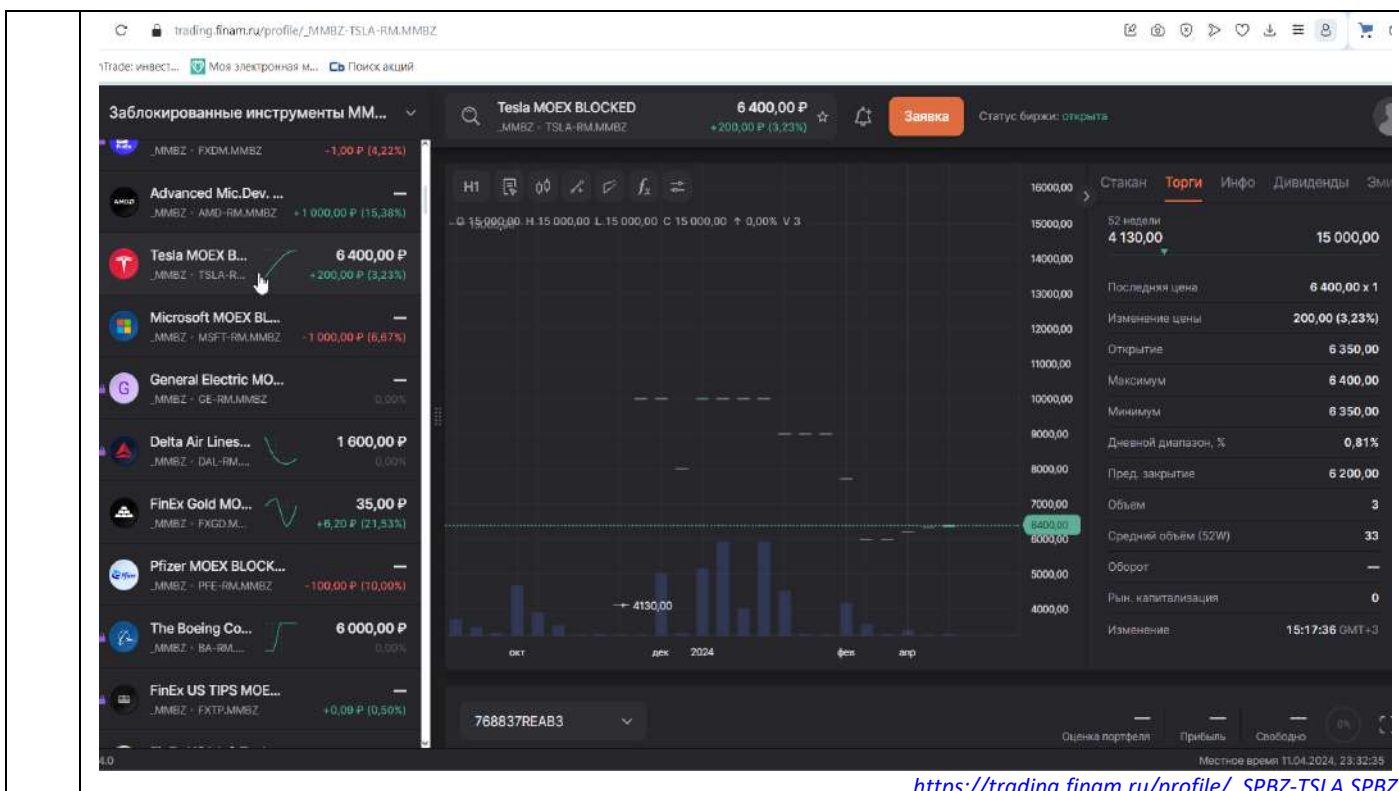 trading.finam.ru/profile/_MMBZ-TSLA-RM.MMBZ
Trade: инвест... Моя электронная м... Поиск акций
Заблокированные инструменты ММ...
Tesla MOEX BLOCKED 6 400,00 ₽
_MMBZ · TSLA-RM.MMBZ +200,00 ₽ (3,23%)
Заявка
Статус биржи: открыта
_MMBZ · FXDM.MMBZ -1,00 ₽ (4,22%)
Advanced Mic.Dev. ... —
_MMBZ · AMD-RM.MMBZ +1 000,00 ₽ (15,38%)
Tesla MOEX B... 6 400,00 ₽
_MMBZ · TSLA-R... +200,00 ₽ (3,23%)
Microsoft MOEX BL... —
_MMBZ · MSFT-RM.MMBZ -1 000,00 ₽ (6,67%)
General Electric MO... —
_MMBZ · GE-RM.MMBZ 0,00%
Delta Air Lines... 1 600,00 ₽
_MMBZ · DAL-RM.... 0,00%
FinEx Gold MO... 35,00 ₽
_MMBZ · FXGD.M... +6,20 ₽ (21,53%)
Pfizer MOEX BLOCK... —
_MMBZ · PFE-RM.MMBZ -100,00 ₽ (10,00%)
The Boeing Co... 6 000,00 ₽
_MMBZ · BA-RM.... 0,00%
FinEx US TIPS MOE... —
_MMBZ · FXTP.MMBZ +0,09 ₽ (0,50%)
H1
O 15 000,00 H 15 000,00 L 15 000,00 C 15 000,00 ↑ 0,00% V 3
16000,00
15000,00
14000,00
13000,00
12000,00
11000,00
10000,00
9000,00
8000,00
7000,00
6400,00
6000,00
5000,00
4000,00
4130,00
окт дек 2024 фев апр
Стакан Торги Инфо Дивиденды Эми
52 недели
4 130,00 15 000,00
Последняя цена 6 400,00 x 1
Изменение цены 200,00 (3,23%)
Открытие 6 350,00
Максимум 6 400,00
Минимум 6 350,00
Дневной диапазон, % 0,81%
Пред. закрытие 6 200,00
Объем 3
Средний объём (52W) 33
Оборот —
Рын. капитализация 0
Изменение 15:17:36 GMT+3
768837REAB3
Оценка портфеля Прибыль Свободно 0%
4.0 Местное время 11.04.2024, 23:32:35
https://trading.finam.ru/profile/_SPBZ-TSLA.SPBZ